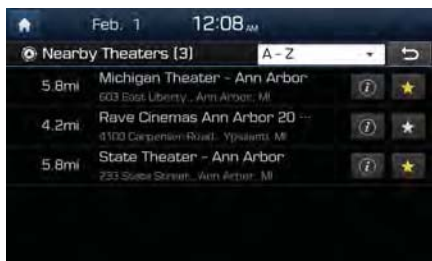 Feb. 1 12:08 AM
Nearby Theaters (3) A - Z
5.8mi Michigan Theater - Ann Arbor
603 East Liberty., Ann Arbor, MI
4.2mi Rave Cinemas Ann Arbor 20 ...
4100 Carpenter Road., Ypsilanti, MI
5.8mi State Theater - Ann Arbor
233 State Street., Ann Arbor, MI